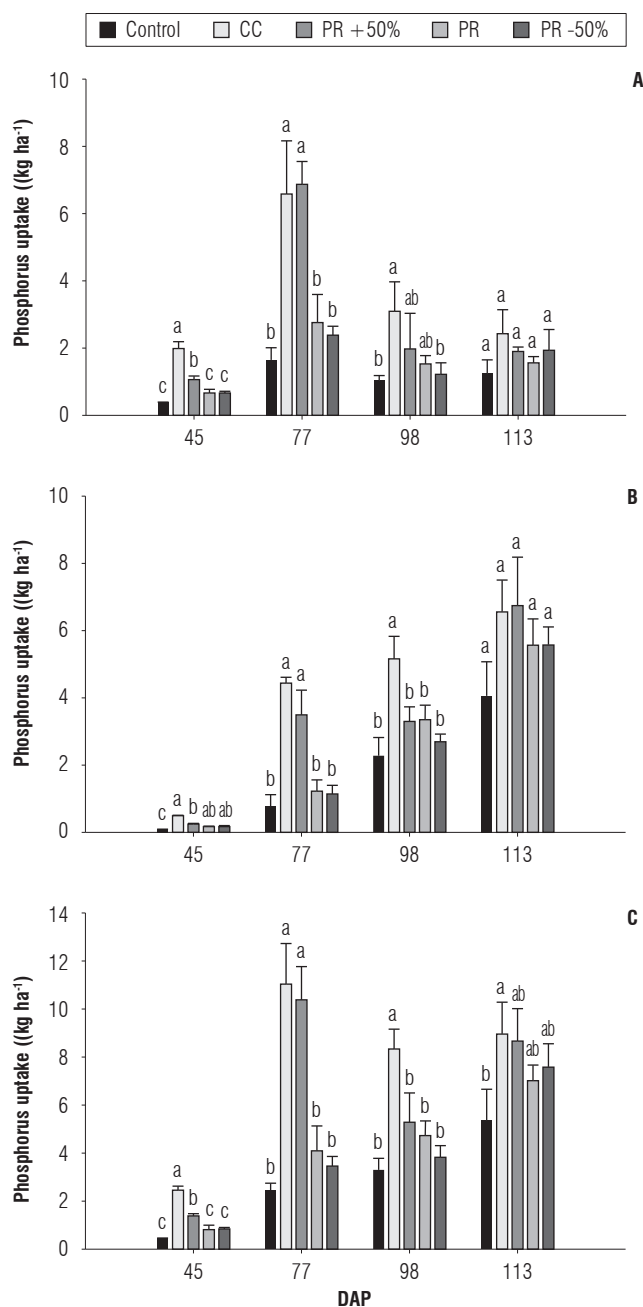 Control CC PR +50% PR PR -50%
A
Phosphorus uptake ((kg ha-1)
10
8
6
4
2
0
c a b c c
b a a b b
b a ab ab b
a a a a a
45 77 98 113
B
Phosphorus uptake ((kg ha-1)
10
8
6
4
2
0
c a b ab ab
b a a b b
b a b b b
a a a a a
45 77 98 113
C
Phosphorus uptake ((kg ha-1)
14
12
10
8
6
4
2
0
c a b c c
b a a b b
b a b b b
b a ab ab ab
45 77 98 113
DAP